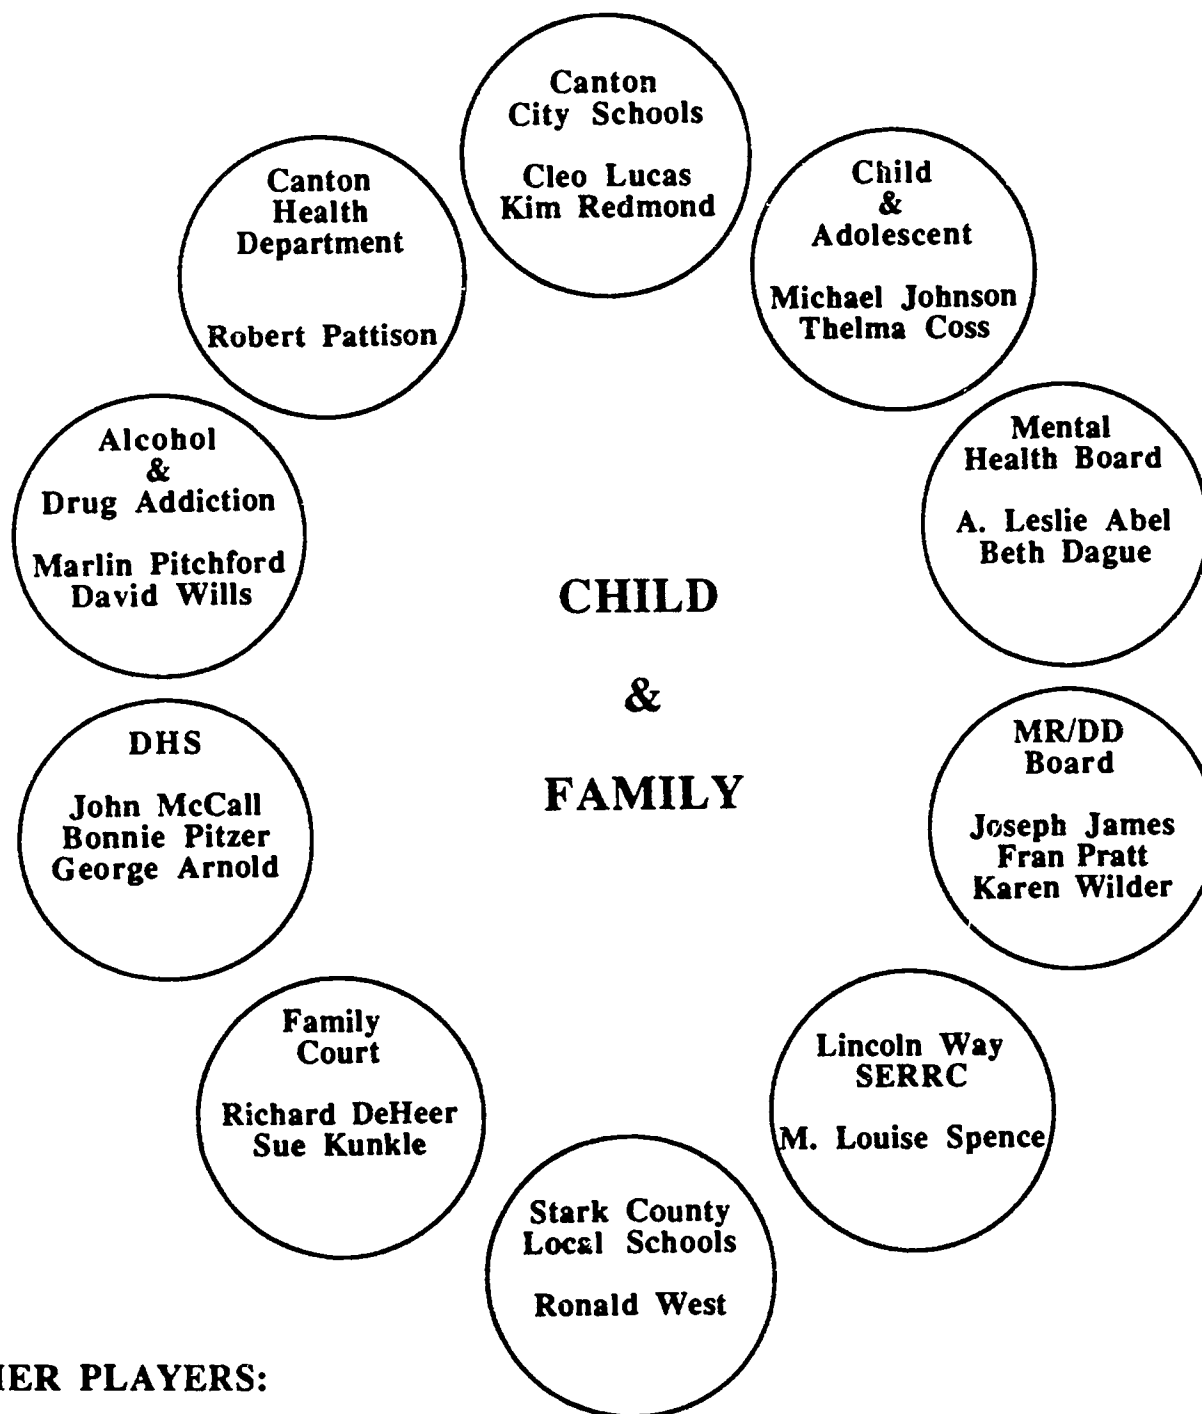 Canton
City Schools
Cleo Lucas
Kim Redmond
Child
&
Adolescent
Michael Johnson
Thelma Coss
Mental
Health Board
A. Leslie Abel
Beth Dague
MR/DD
Board
Joseph James
Fran Pratt
Karen Wilder
Lincoln Way
SERRC
M. Louise Spence
Stark County
Local Schools
Ronald West
Family
Court
Richard DeHeer
Sue Kunkle
DHS
John McCall
Bonnie Pitzer
George Arnold
Alcohol
&
Drug Addiction
Marlin Pitchford
David Wills
Canton
Health
Department
Robert Pattison
CHILD
&
FAMILY
PLAYERS: